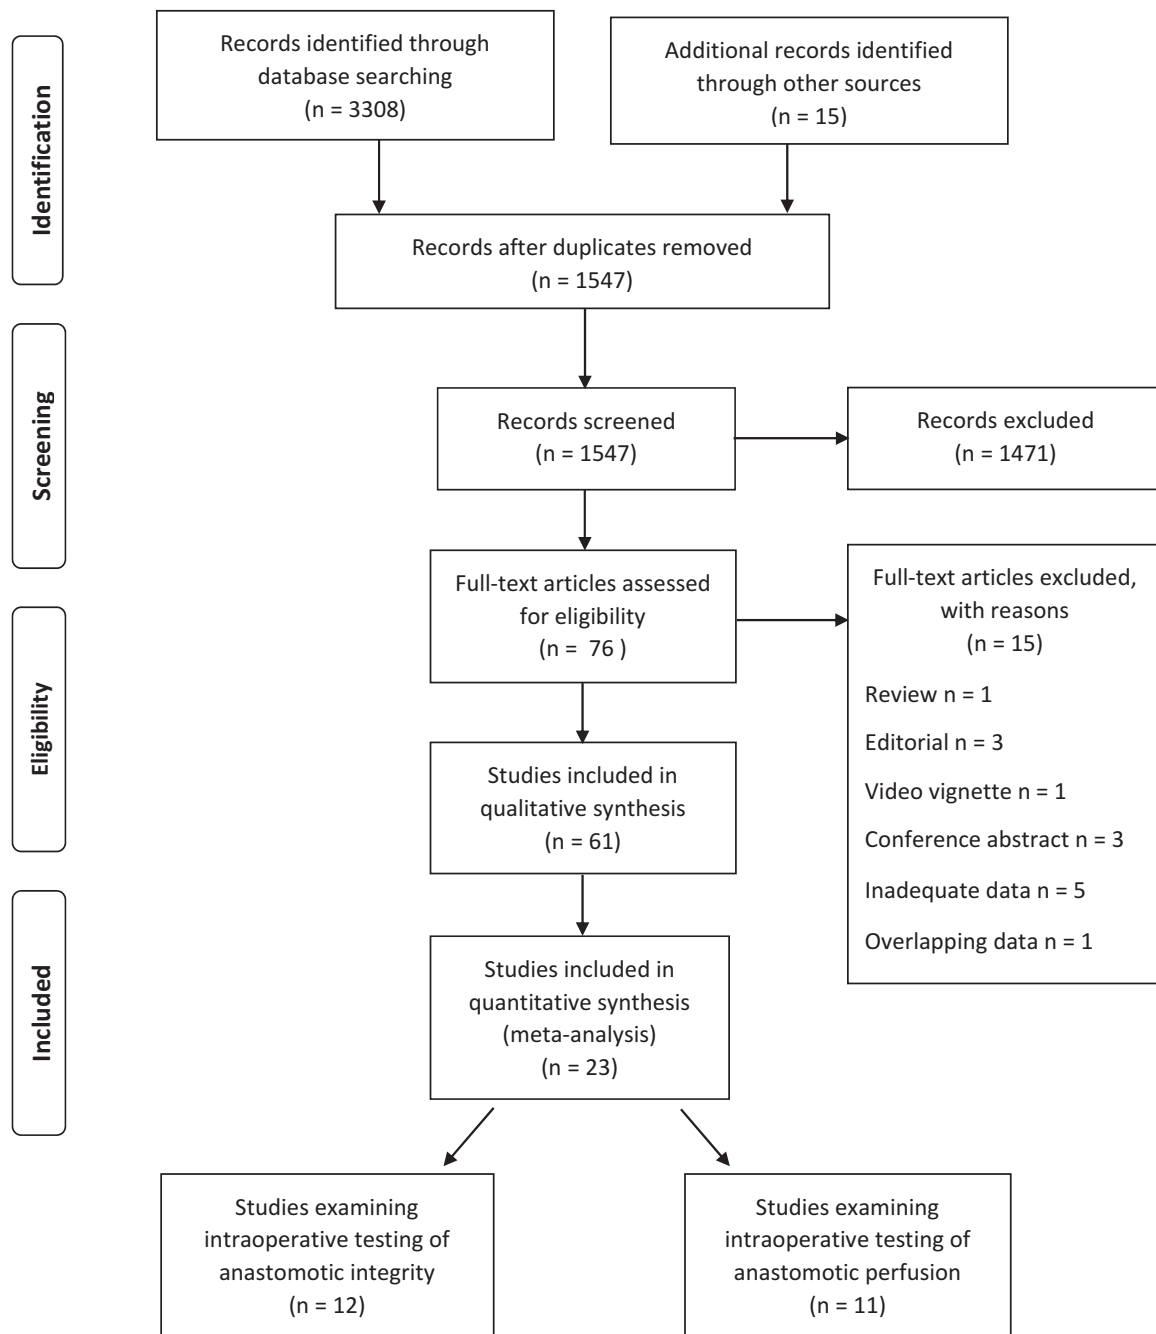 Identification
Records identified through
database searching
(n = 3308)
Additional records identified
through other sources
(n = 15)
Records after duplicates removed
(n = 1547)
Screening
Records screened
(n = 1547)
Records excluded
(n = 1471)
Eligibility
Full-text articles assessed
for eligibility
(n = 76 )
Full-text articles excluded,
with reasons
(n = 15)
Review n = 1
Editorial n = 3
Video vignette n = 1
Conference abstract n = 3
Inadequate data n = 5
Overlapping data n = 1
Studies included in
qualitative synthesis
(n = 61)
Included
Studies included in
quantitative synthesis
(meta-analysis)
(n = 23)
Studies examining
intraoperative testing of
anastomotic integrity
(n = 12)
Studies examining
intraoperative testing of
anastomotic perfusion
(n = 11)